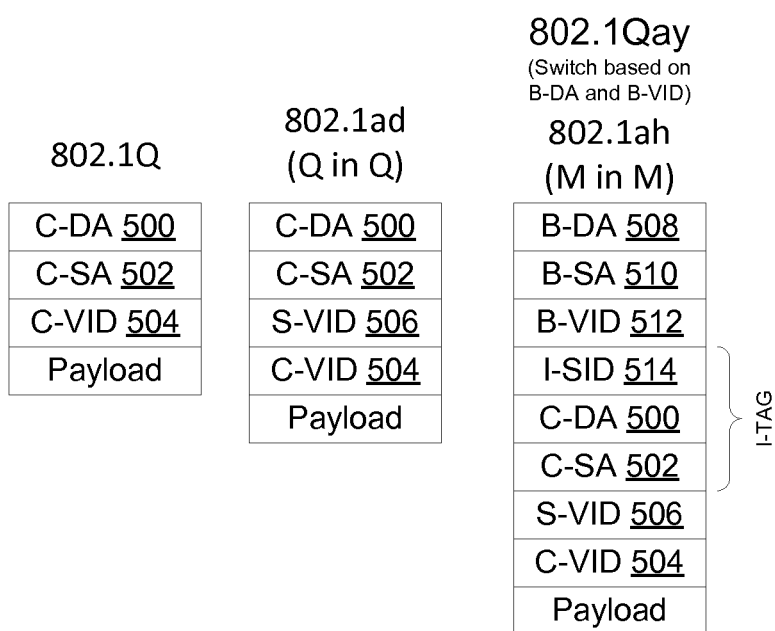 802.1Q
C-DA 500
C-SA 502
C-VID 504
Payload
802.1ad
(Q in Q)
C-DA 500
C-SA 502
S-VID 506
C-VID 504
Payload
802.1Qay
(Switch based on
B-DA and B-VID)
802.1ah
(M in M)
B-DA 508
B-SA 510
B-VID 512
I-SID 514
C-DA 500
C-SA 502
S-VID 506
C-VID 504
Payload
I-TAG